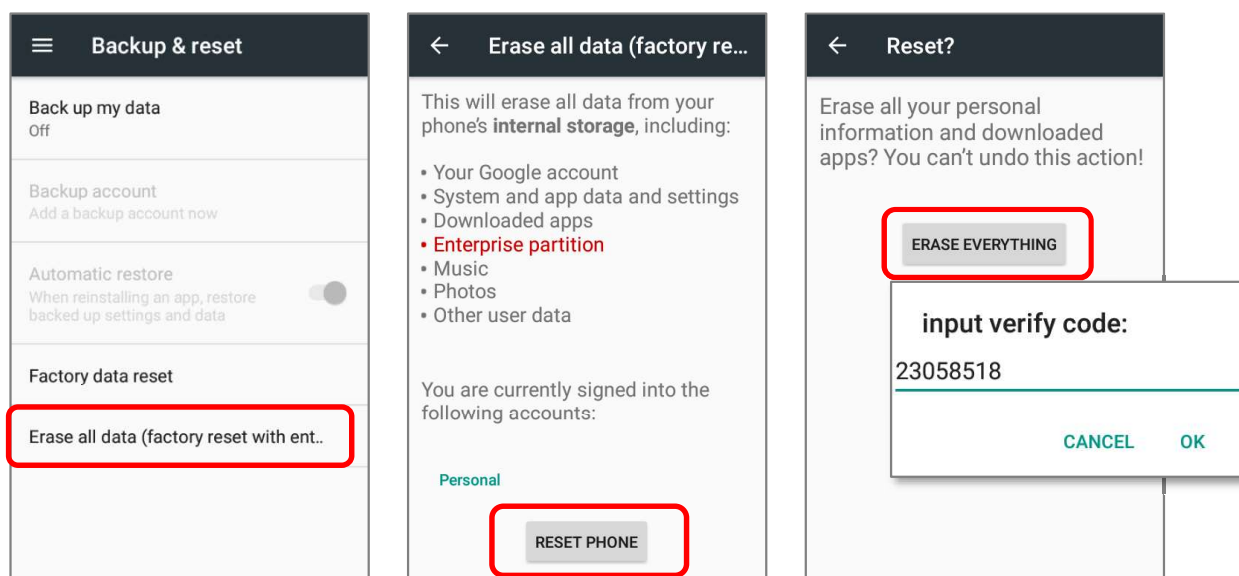 Backup & reset
Back up my data
Off
Backup account
Add a backup account now
Automatic restore
When reinstalling an app, restore
backed up settings and data
Factory data reset
Erase all data (factory reset with ent..
Erase all data (factory re...
This will erase all data from your
phone's internal storage, including:
• Your Google account
• System and app data and settings
• Downloaded apps
• Enterprise partition
• Music
• Photos
• Other user data
You are currently signed into the
following accounts:
Personal
RESET PHONE
Reset?
Erase all your personal
information and downloaded
apps? You can't undo this action!
ERASE EVERYTHING
input verify code:
23058518
CANCEL OK